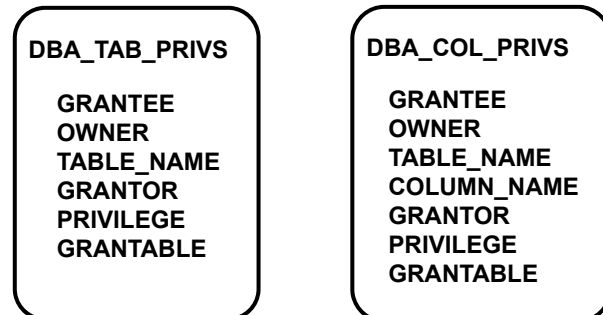 DBA_TAB_PRIVS
GRANTEE
OWNER
TABLE_NAME
GRANTOR
PRIVILEGE
GRANTABLE
DBA_COL_PRIVS
GRANTEE
OWNER
TABLE_NAME
COLUMN_NAME
GRANTOR
PRIVILEGE
GRANTABLE